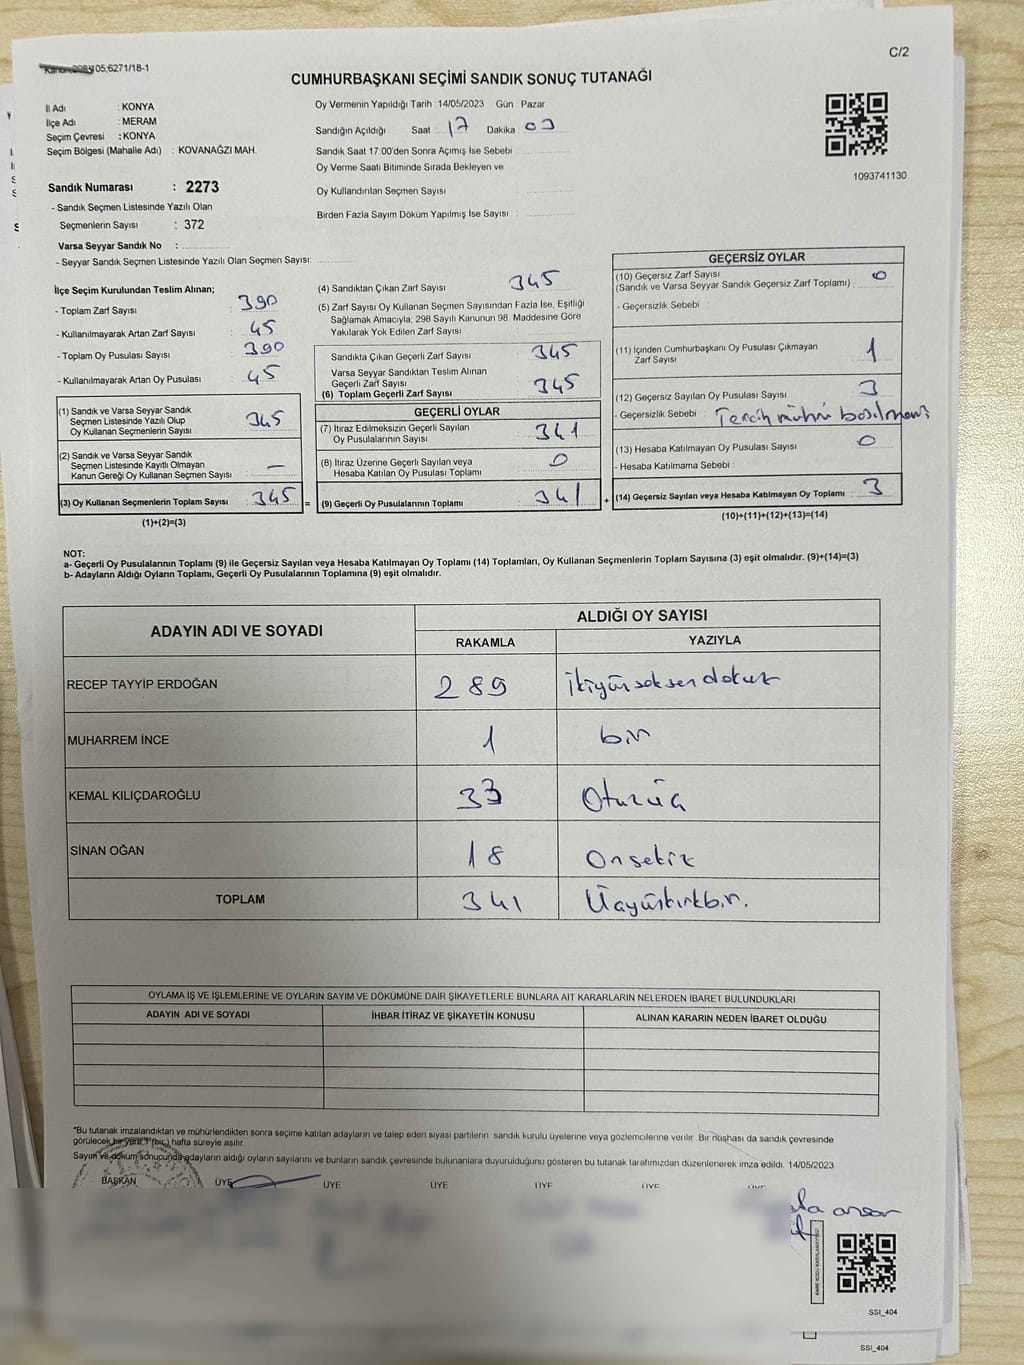 C/2
05,6271/18-1
CUMHURBAŞKANI SEÇİMİ SANDIK SONUÇ TUTANAĞI
İl Adı : KONYA
İlçe Adı : MERAM
Seçim Çevresi : KONYA
Seçim Bölgesi (Mahalle Adı) : KOVANAĞZI MAH.
Sandık Numarası : 2273
- Sandık Seçmen Listesinde Yazılı Olan
Seçmenlerin Sayısı : 372
Varsa Seyyar Sandık No :
- Seyyar Sandık Seçmen Listesinde Yazılı Olan Seçmen Sayısı:
Oy Vermenin Yapıldığı Tarih : 14/05/2023 Gün : Pazar
Sandığın Açıldığı Saat : 17 Dakika : 03
Sandık Saat 17:00'den Sonra Açımış İse Sebebi :
Oy Verme Saati Bitiminde Sırada Bekleyen ve
Oy Kullandırılan Seçmen Sayısı :
Birden Fazla Sayım Döküm Yapılmış İse Sayısı :
1093741130
İlçe Seçim Kurulundan Teslim Alınan;
- Toplam Zarf Sayısı : 390
- Kullanılmayarak Artan Zarf Sayısı : 45
- Toplam Oy Pusulası Sayısı : 390
- Kullanılmayarak Artan Oy Pusulası : 45
(1) Sandık ve Varsa Seyyar Sandık
Seçmen Listesinde Yazılı Olup
Oy Kullanan Seçmenlerin Sayısı : 345
(2) Sandık ve Varsa Seyyar Sandık
Seçmen Listesinde Kayıtlı Olmayan
Kanun Gereği Oy Kullanan Seçmen Sayısı : —
(3) Oy Kullanan Seçmenlerin Toplam Sayısı : 345 =
(1)+(2)=(3)
(4) Sandıktan Çıkan Zarf Sayısı : 345
(5) Zarf Sayısı Oy Kullanan Seçmen Sayısından Fazla İse, Eşitliği
Sağlamak Amacıyla, 298 Sayılı Kanunun 98. Maddesine Göre
Yakılarak Yok Edilen Zarf Sayısı :
Sandıkta Çıkan Geçerli Zarf Sayısı : 345
Varsa Seyyar Sandıktan Teslim Alınan
Geçerli Zarf Sayısı
(6) Toplam Geçerli Zarf Sayısı : 345
GEÇERLİ OYLAR
(7) İtiraz Edilmeksizin Geçerli Sayılan
Oy Pusulalarının Sayısı : 341
(8) İtiraz Üzerine Geçerli Sayılan veya
Hesaba Katılan Oy Pusulası Toplamı : 0
(9) Geçerli Oy Pusulalarının Toplamı : 341 +
GEÇERSİZ OYLAR
(10) Geçersiz Zarf Sayısı
(Sandık ve Varsa Seyyar Sandık Geçersiz Zarf Toplamı) : 0
- Geçersizlik Sebebi :
(11) İçinden Cumhurbaşkanı Oy Pusulası Çıkmayan
Zarf Sayısı : 1
(12) Geçersiz Sayılan Oy Pusulası Sayısı : 3
- Geçersizlik Sebebi : Tercih mührü
(13) Hesaba Katılmayan Oy Pusulası Sayısı : 0
- Hesaba Katılmama Sebebi :
(14) Geçersiz Sayılan veya Hesaba Katılmayan Oy Toplamı : 3
(10)+(11)+(12)+(13)=(14)
NOT:
a- Geçerli Oy Pusulalarının Toplamı (9) ile Geçersiz Sayılan veya Hesaba Katılmayan Oy Toplamı (14) Toplamları, Oy Kullanan Seçmenlerin Toplam Sayısına (3) eşit olmalıdır. (9)+(14)=(3)
b- Adayların Aldığı Oyların Toplamı, Geçerli Oy Pusulalarının Toplamına (9) eşit olmalıdır.
ADAYIN ADI VE SOYADI ALDIĞI OY SAYISI
RAKAMLA YAZIYLA
RECEP TAYYİP ERDOĞAN 289 ikiyüzseksendokuz
MUHARREM İNCE 1 bir
KEMAL KILIÇDAROĞLU 33 Otuzüç
SİNAN OĞAN 18 Onsekiz
TOPLAM 341 Üçyüzkırkbir.
OYLAMA İŞ VE İŞLEMLERİNE VE OYLARIN SAYIM VE DÖKÜMÜNE DAİR ŞİKAYETLERLE BUNLARA AİT KARARLARIN NELERDEN İBARET BULUNDUKLARI
ADAYIN ADI VE SOYADI İHBAR İTİRAZ VE ŞİKAYETİN KONUSU ALINAN KARARIN NEDEN İBARET OLDUĞU
*Bu tutanak imzalandıktan ve mühürlendikten sonra seçime katılan adayların ve talep eden siyasi partilerin sandık kurulu üyelerine veya gözlemcilerine verilir. Bir nüshası da sandık çevresinde
görülecek bir yere 1 (bir) hafta süreyle asılır.
Sayım ve döküm sonucunda adayların aldığı oyların sayılarını ve bunların sandık çevresinde bulunanlara duyurulduğunu gösteren bu tutanak tarafımızdan düzenlenerek imza edildi. 14/05/2023
BAŞKAN ÜYE ÜYE ÜYE ÜYE ÜYE
SSI_404
SSI_404